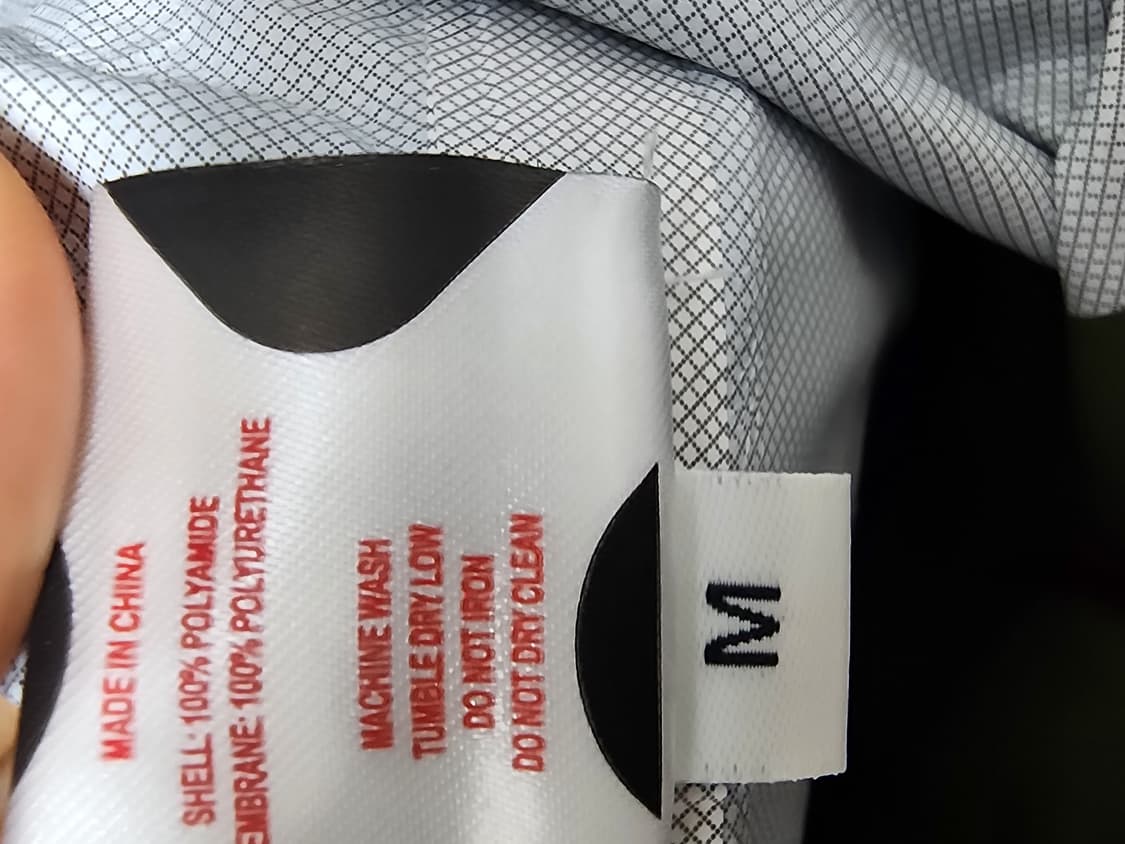 MADE IN CHINA
SHELL: 100% POLYAMIDE
EMBRANE: 100% POLYURETHANE
MACHINE WASH
TUMBLE DRY LOW
DO NOT IRON
DO NOT DRY CLEAN
M